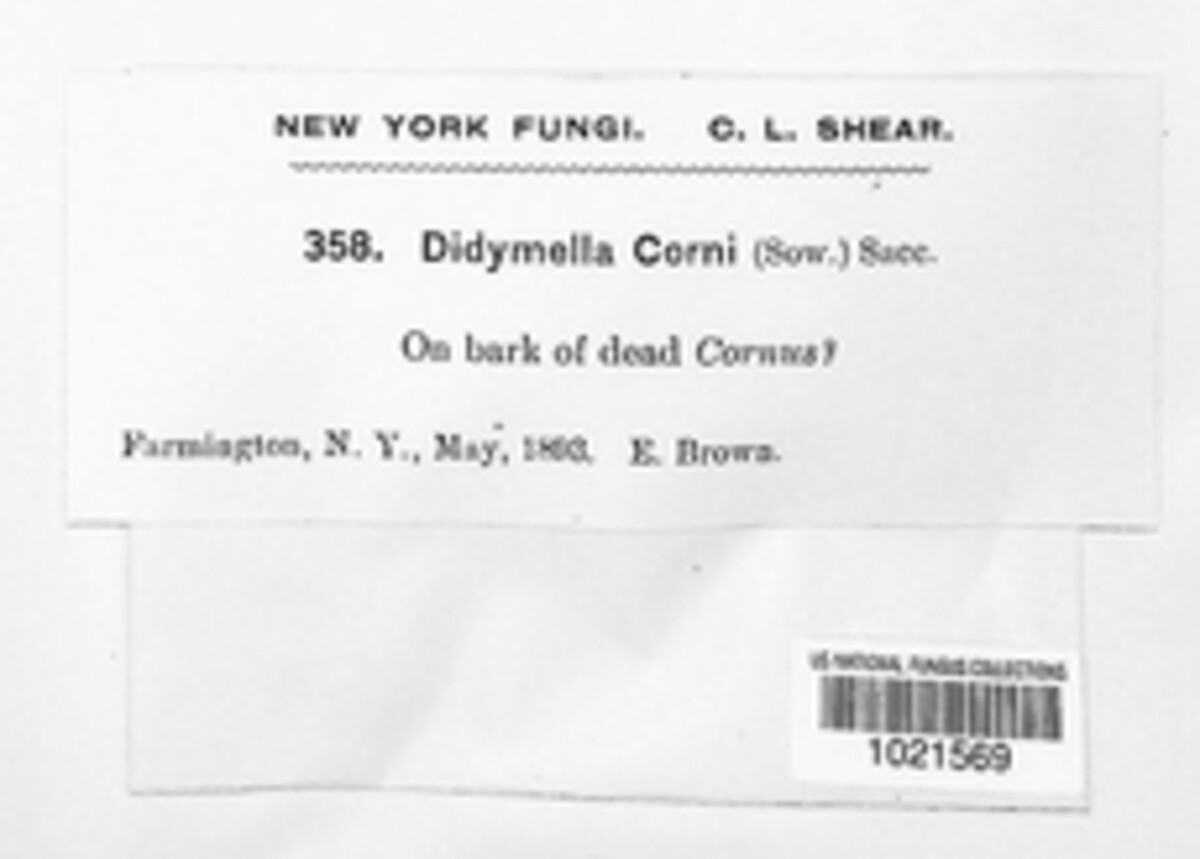 NEW YORK FUNGI. C. L. SHEAR.
358. Didymella Corni (Sow.) Sacc.
On bark of dead Cornus?
Farmington, N. Y., May, 1893. E. Brown.
US NATIONAL FUNGUS COLLECTIONS
1021569